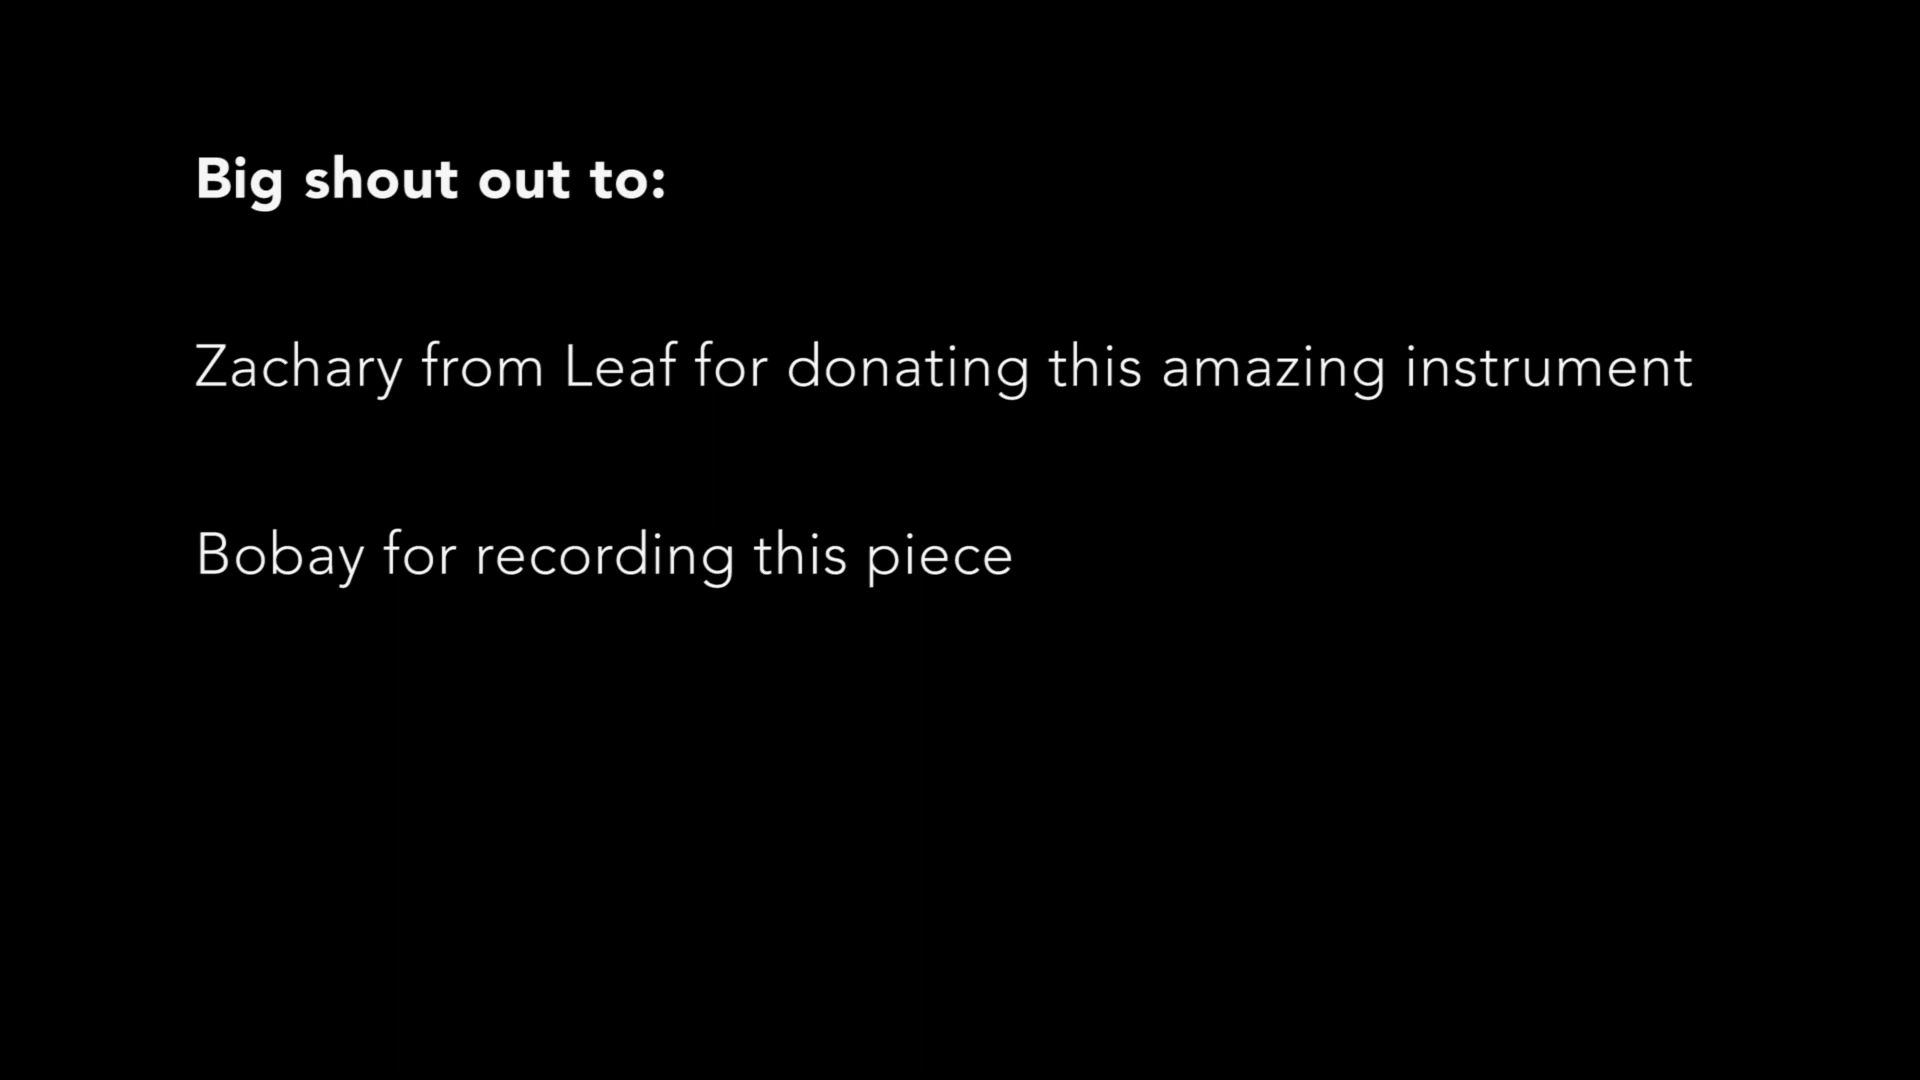 Big shout out to:
Zachary from Leaf for donating this amazing instrument
Bobay for recording this piece